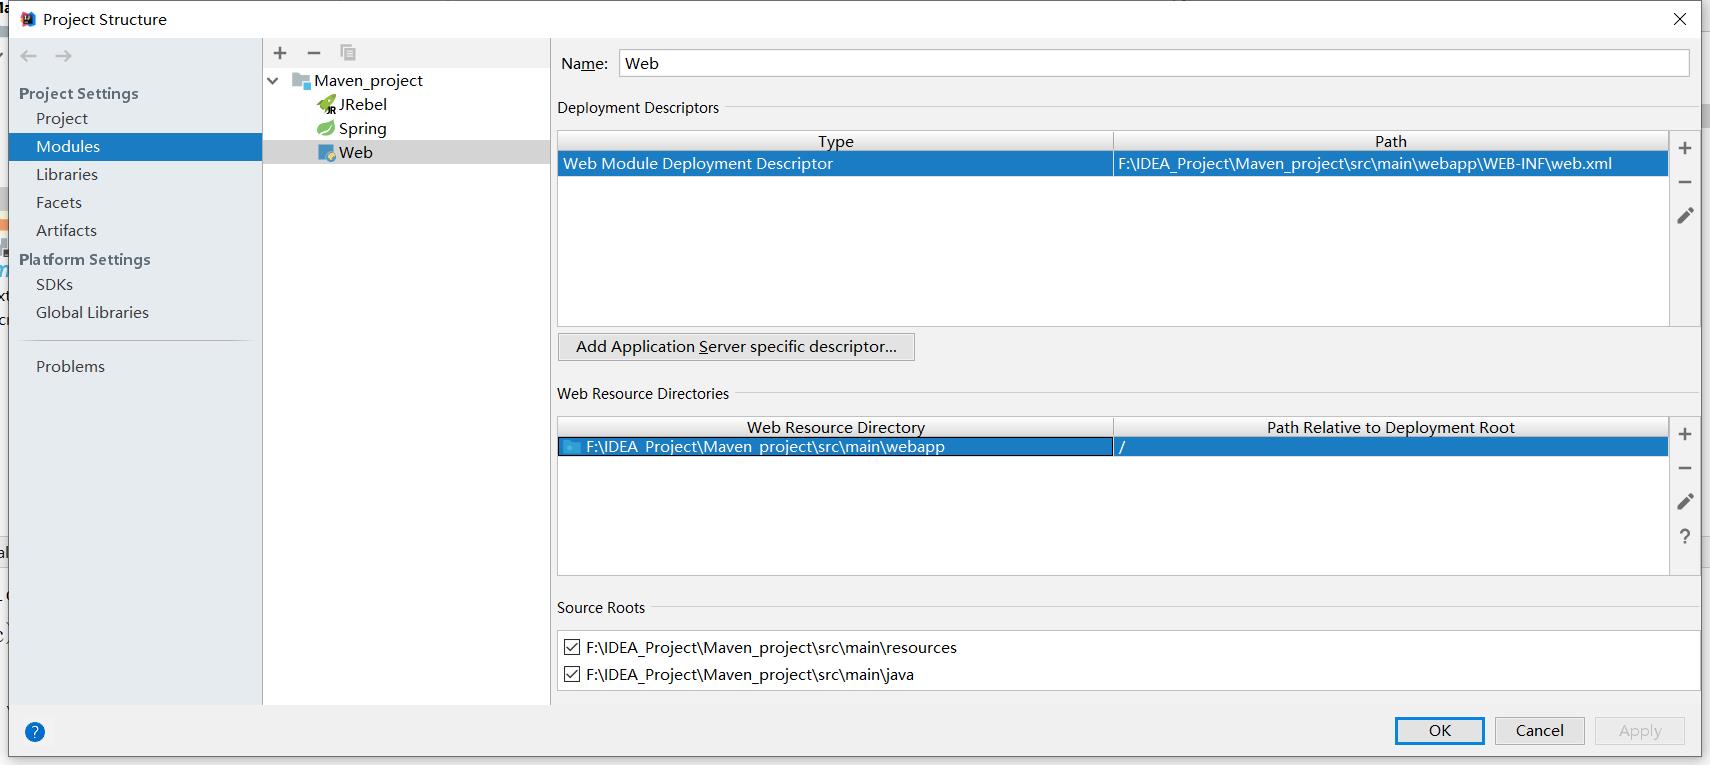 Project Structure
Project Settings
Project
Modules
Libraries
Facets
Artifacts
Platform Settings
SDKs
Global Libraries
Problems
Maven_project
JRebel
Spring
Web
Name: Web
Deployment Descriptors
Type Path
Web Module Deployment Descriptor F:\IDEA_Project\Maven_project\src\main\webapp\WEB-INF\web.xml
Add Application Server specific descriptor...
Web Resource Directories
Web Resource Directory Path Relative to Deployment Root
F:\IDEA_Project\Maven_project\src\main\webapp /
Source Roots
F:\IDEA_Project\Maven_project\src\main\resources
F:\IDEA_Project\Maven_project\src\main\java
OK Cancel Apply